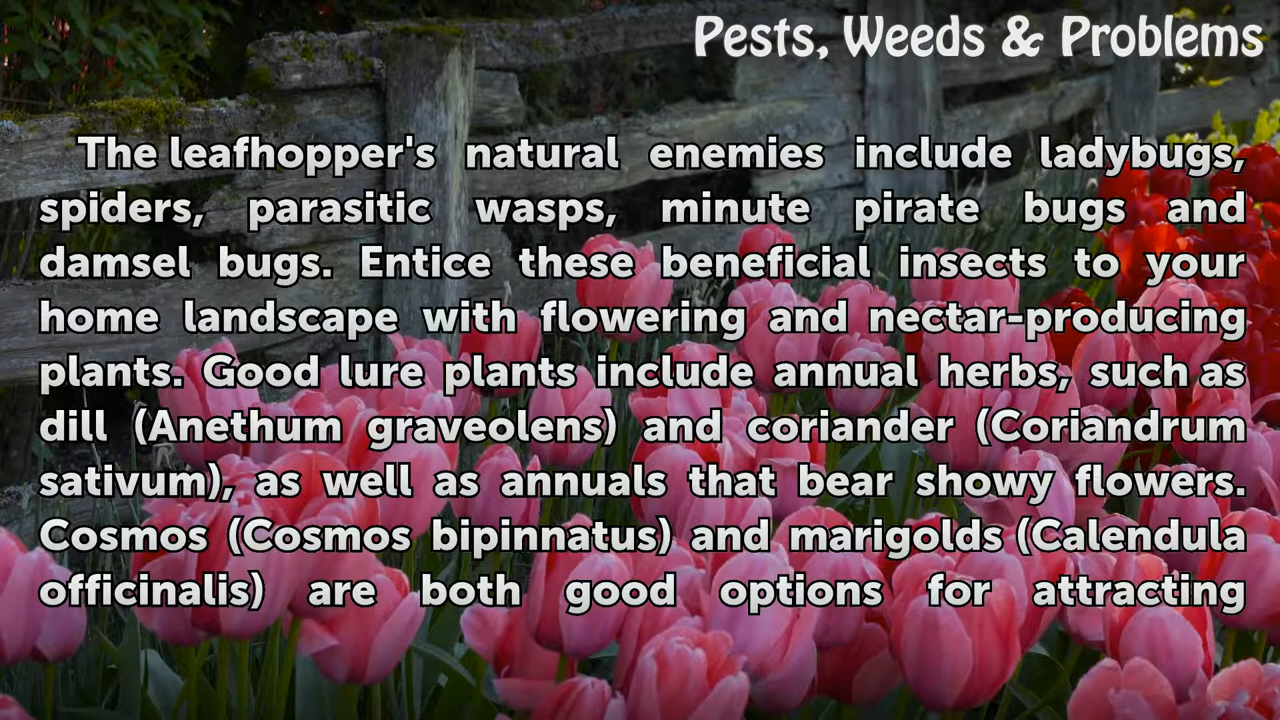 Pests, Weeds & Problems
The leafhopper's natural enemies include ladybugs,
spiders, parasitic wasps, minute pirate bugs and
damsel bugs. Entice these beneficial insects to your
home landscape with flowering and nectar-producing
plants. Good lure plants include annual herbs, such as
dill (Anethum graveolens) and coriander (Coriandrum
sativum), as well as annuals that bear showy flowers.
Cosmos (Cosmos bipinnatus) and marigolds (Calendula
officinalis) are both good options for attracting